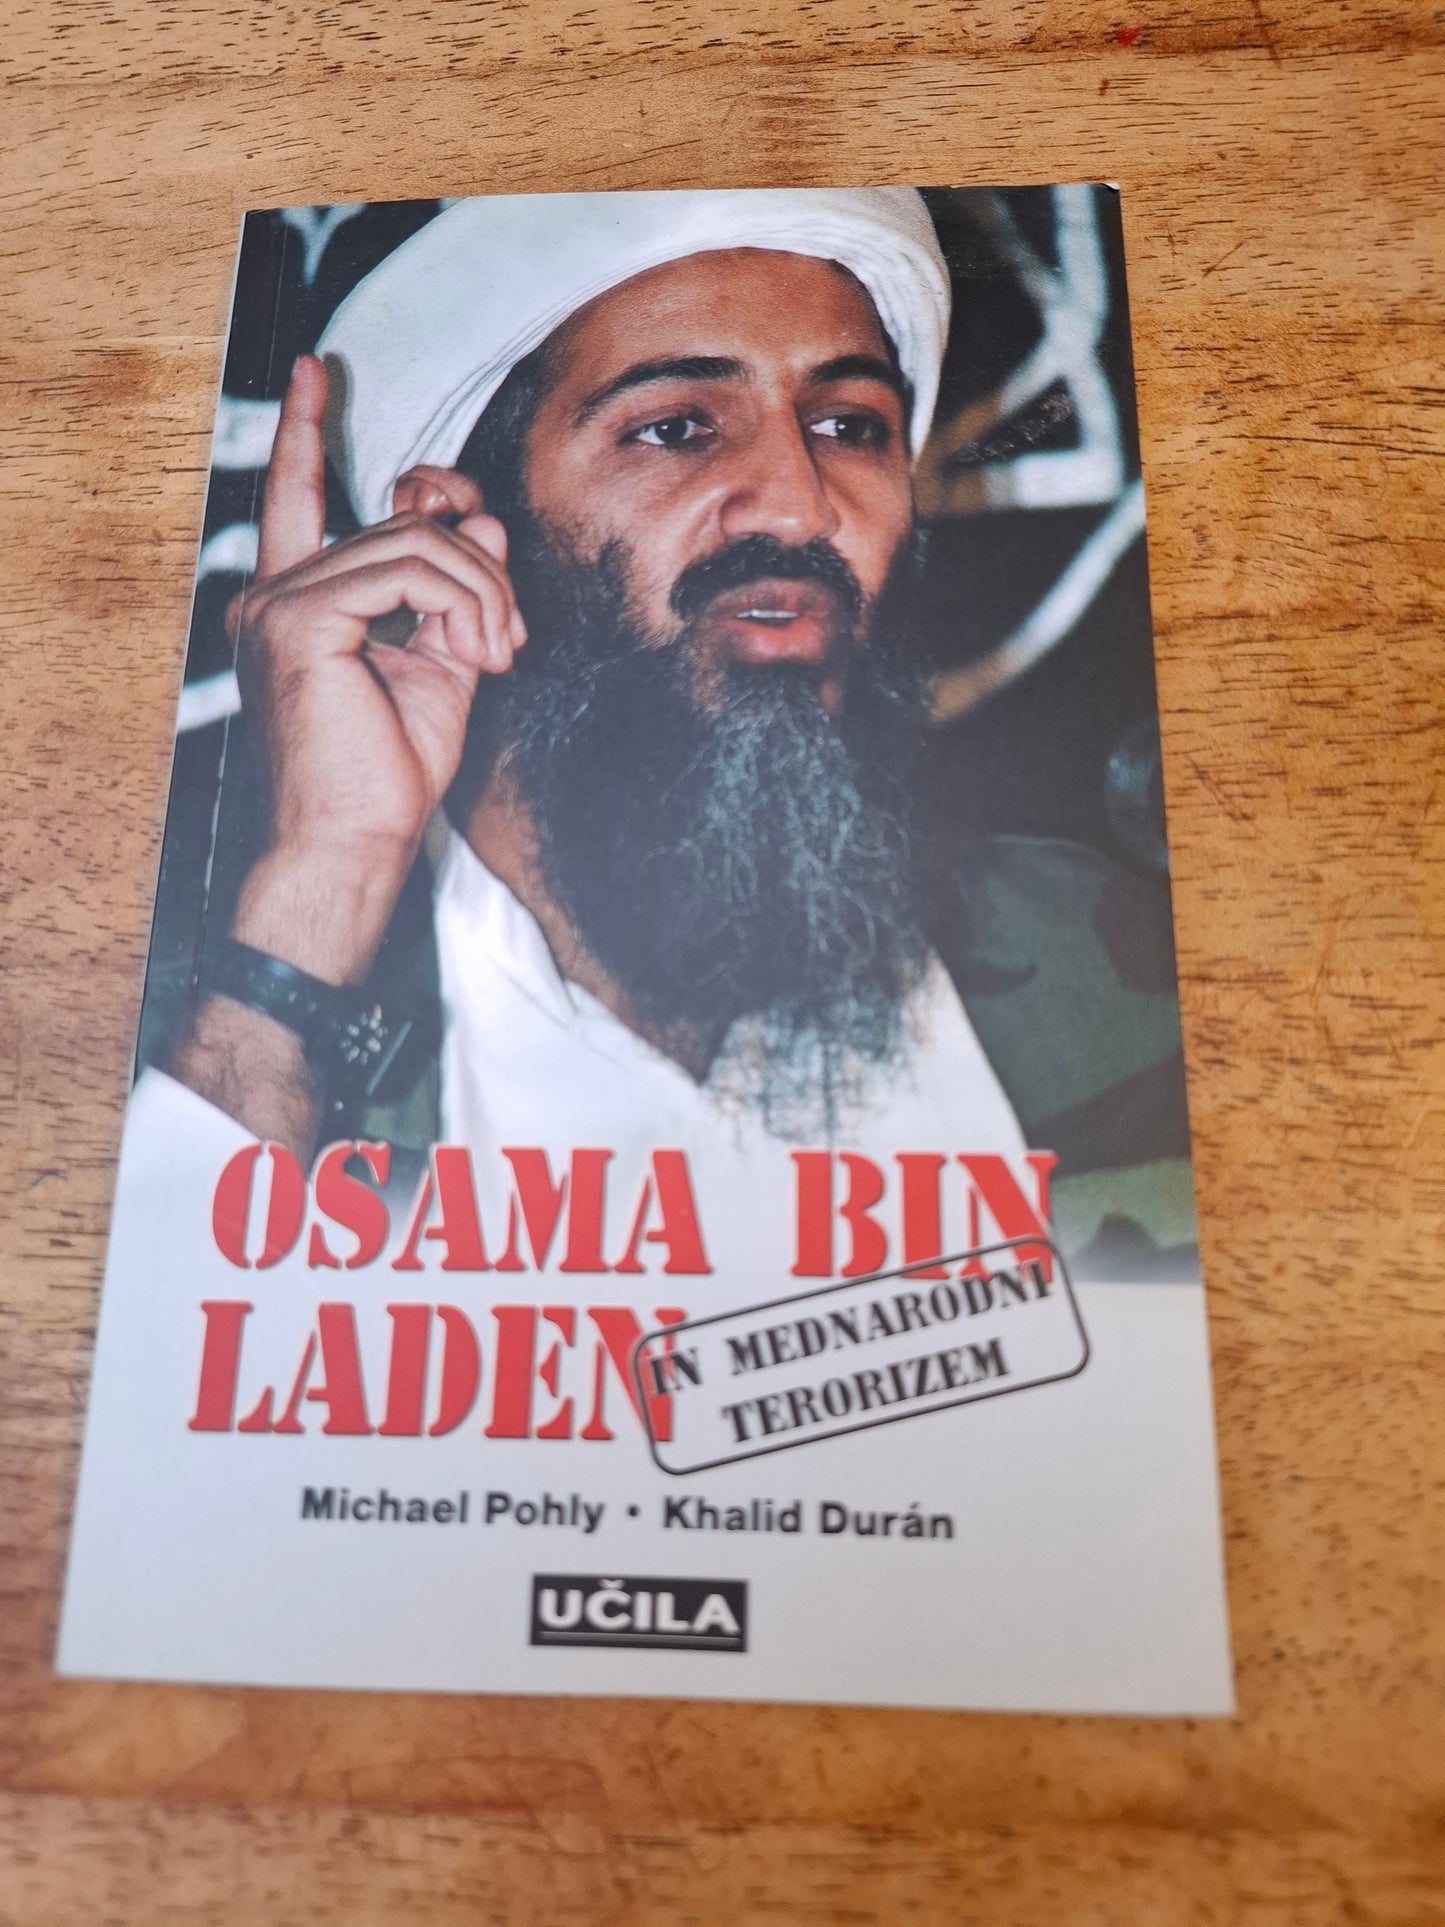 OSAMA BIN
LADEN
IN MEDNARODNI
TERORIZEM
Michael Pohly • Khalid Durán
UČILA